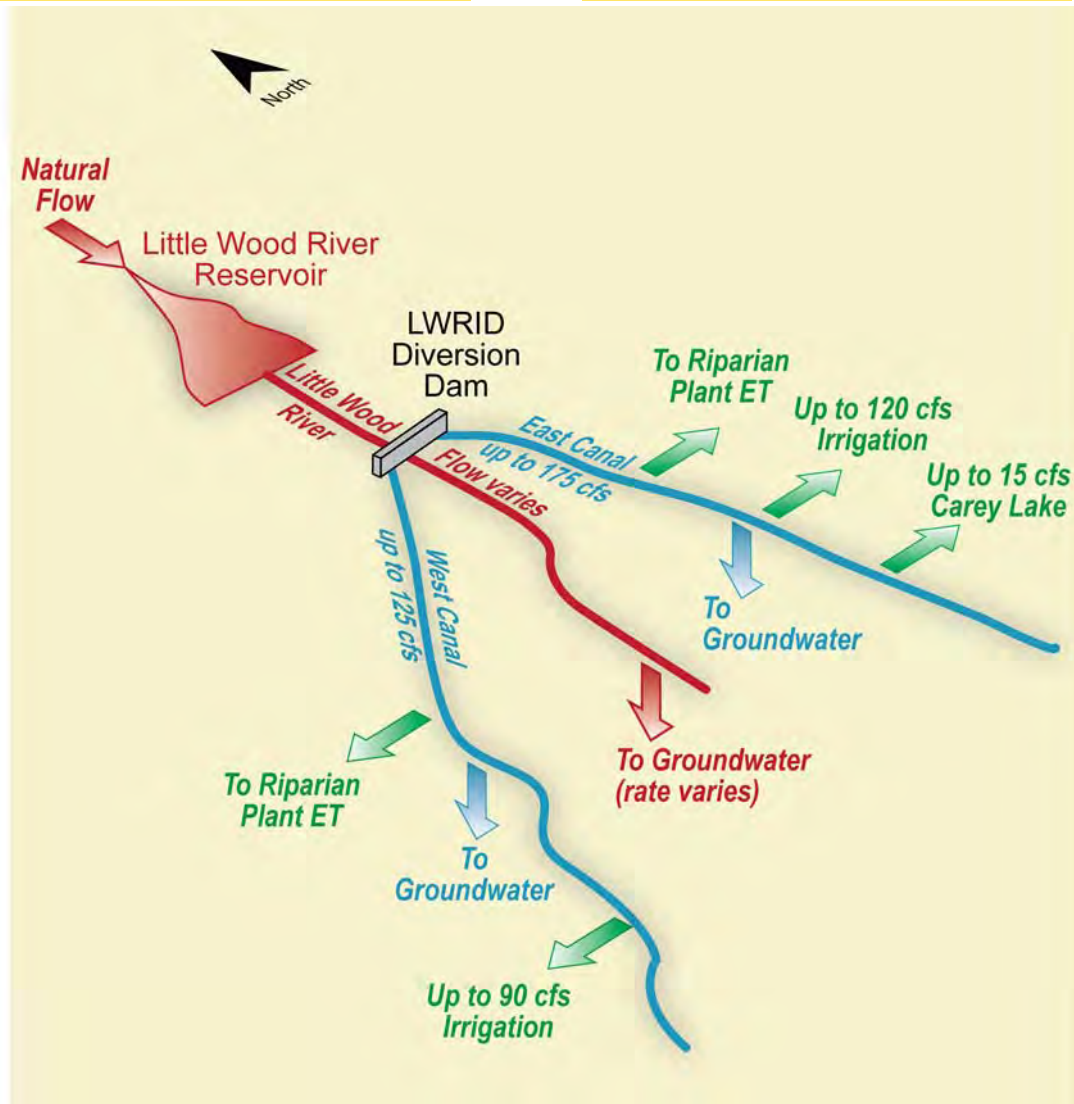 North
Natural
Flow
Little Wood River
Reservoir
LWRID
Diversion
Dam
Little Wood
River
Flow varies
East Canal
up to 175 cfs
To Riparian
Plant ET
Up to 120 cfs
Irrigation
Up to 15 cfs
Carey Lake
To
Groundwater
West Canal
up to 125 cfs
To Groundwater
(rate varies)
To Riparian
Plant ET
To
Groundwater
Up to 90 cfs
Irrigation